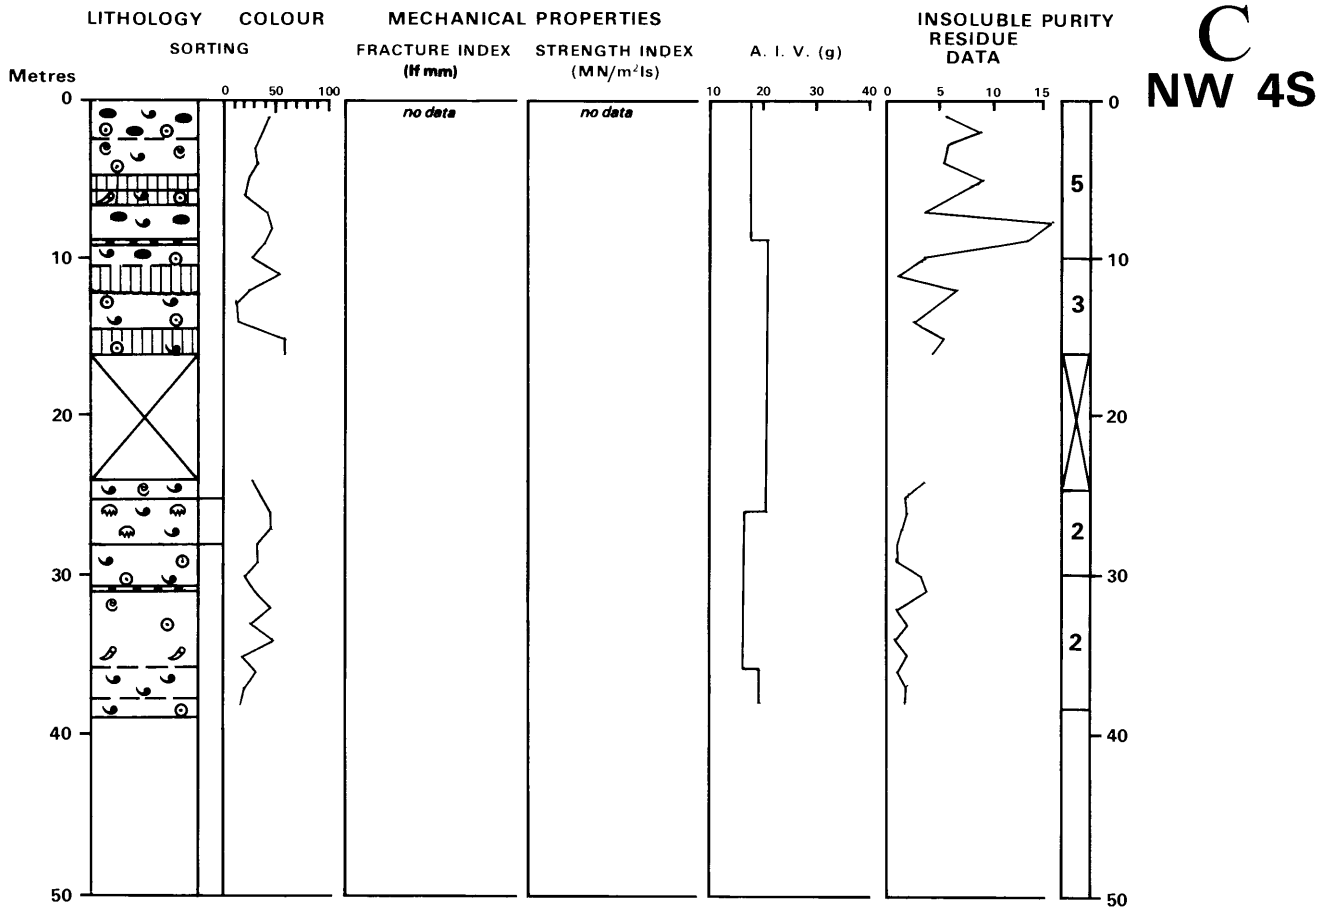 LITHOLOGY COLOUR MECHANICAL PROPERTIES INSOLUBLE PURITY
RESIDUE
DATA
SORTING FRACTURE INDEX STRENGTH INDEX A. I. V. (g)
(If mm) (MN/m²Is)
C
NW 4S
Metres
0 50 100 10 20 30 40 0 5 10 15
0 no data no data 0
5
10 10
3
20 20
2
30 30
2
40 40
50 50